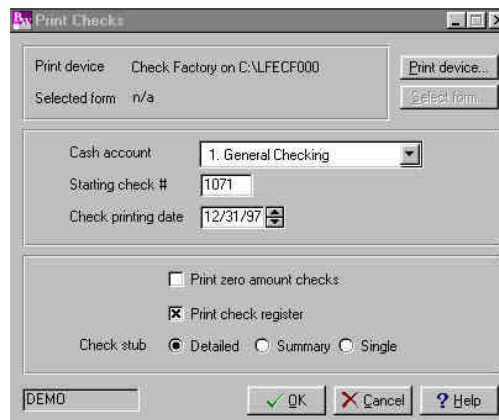 BW Print Checks
Print device Check Factory on C:\LFECF000 Print device...
Selected form n/a Select form...
Cash account 1. General Checking
Starting check # 1071
Check printing date 12/31/97
Print zero amount checks
Print check register
Check stub Detailed Summary Single
DEMO OK Cancel ? Help